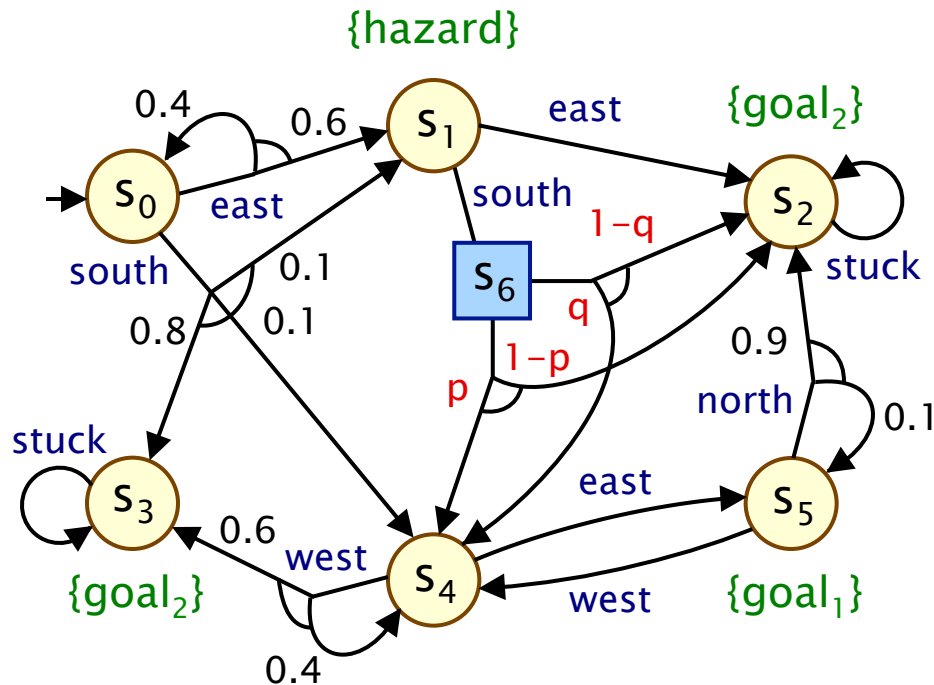 {hazard}
0.4
0.6
s1
east
{goal2}
s0
east
south
s2
1-q
south
0.1
s6
stuck
q
0.1
0.8
1-p
0.9
p
north
0.1
stuck
east
s3
s5
0.6
west
s4
west
{goal2}
{goal1}
0.4